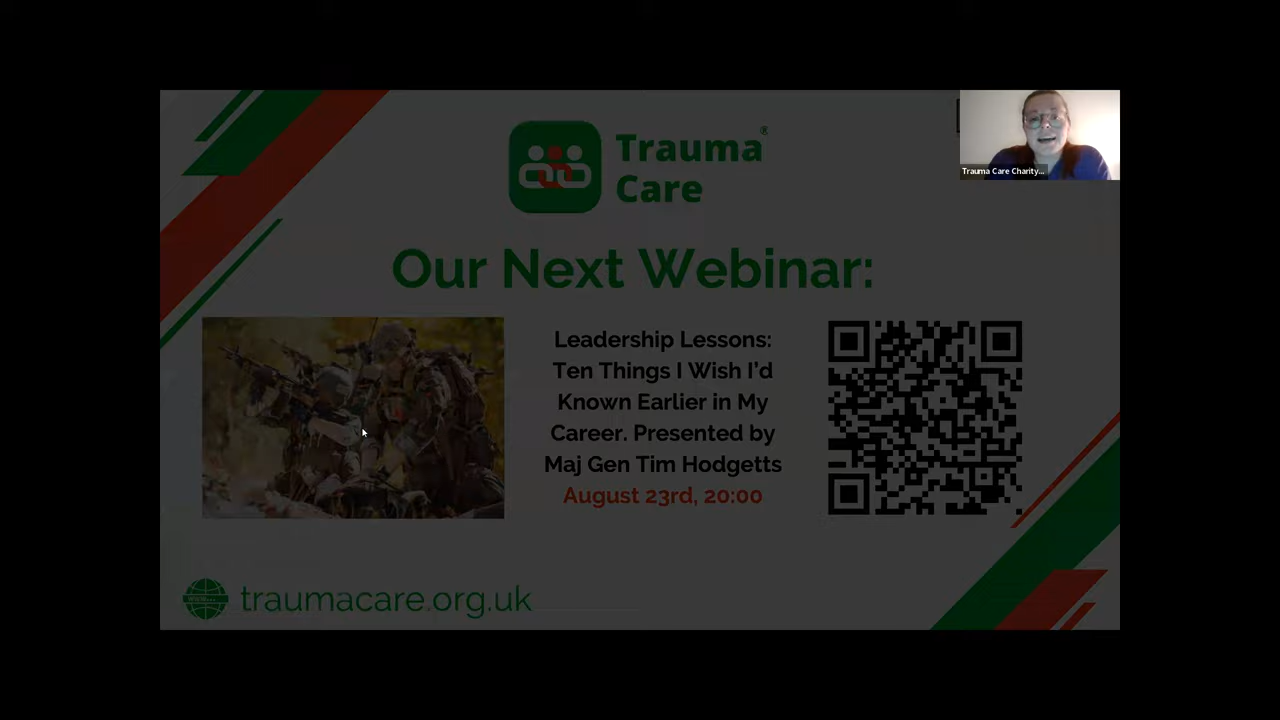 Trauma®
Care
Trauma Care Charity...
Our Next Webinar:
Leadership Lessons:
Ten Things I Wish I'd
Known Earlier in My
Career. Presented by
Maj Gen Tim Hodgetts
August 23rd, 20:00
traumacare.org.uk